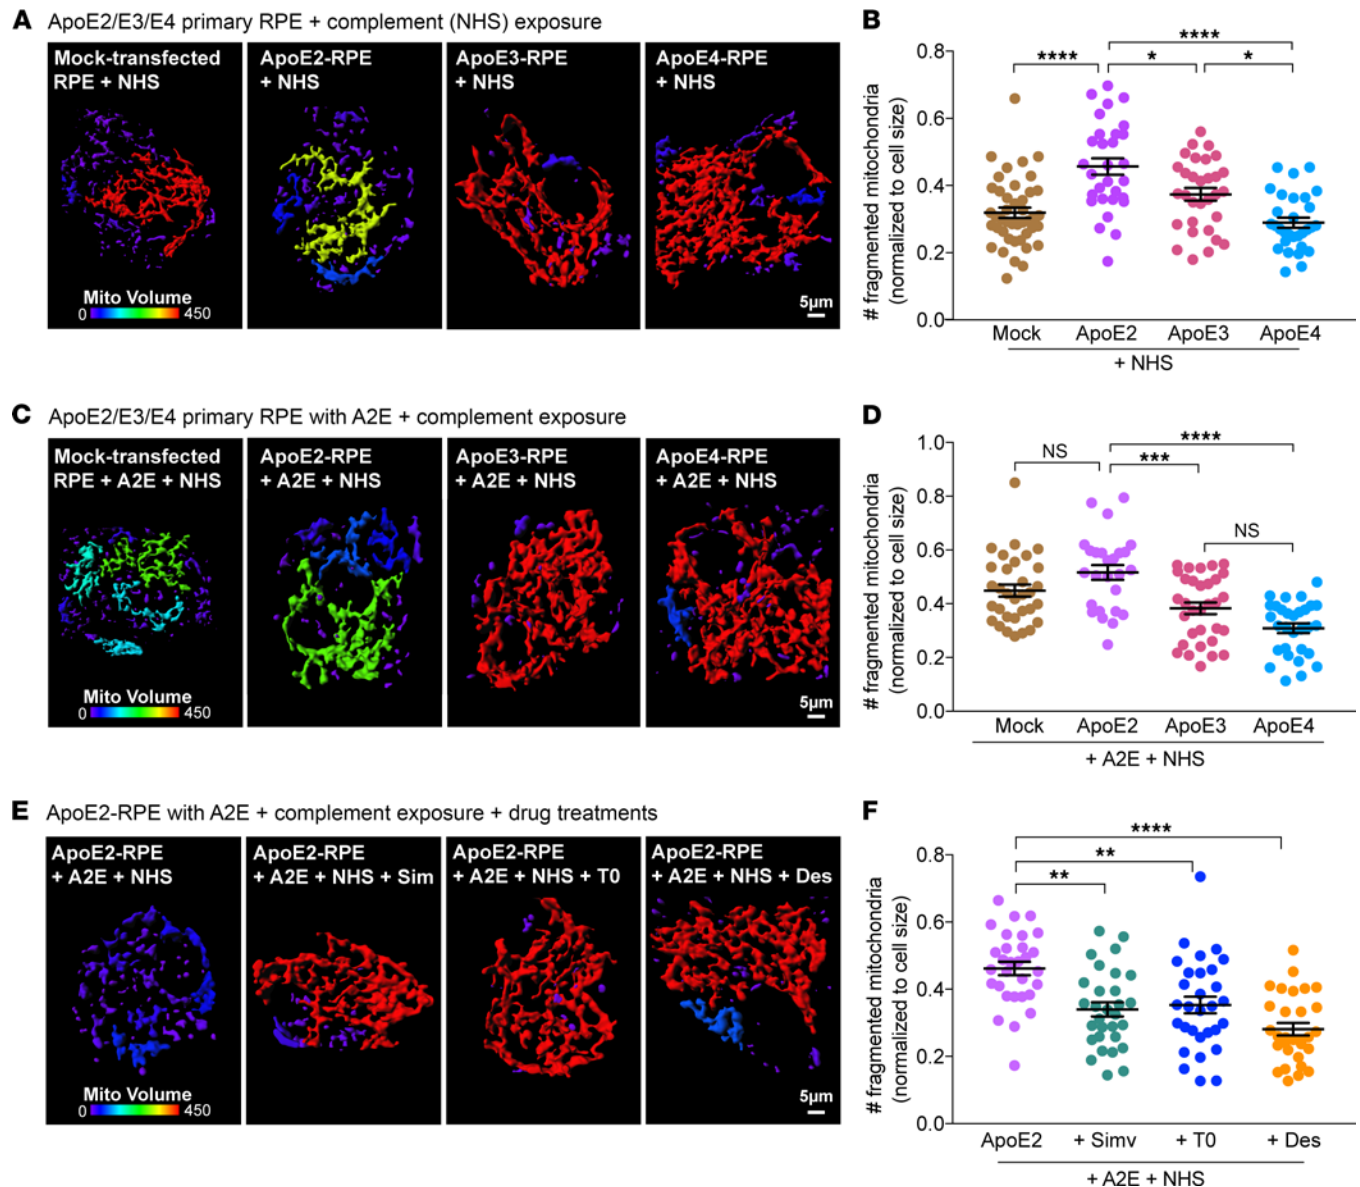 A ApoE2/E3/E4 primary RPE + complement (NHS) exposure
Mock-transfected
RPE + NHS
ApoE2-RPE
+ NHS
ApoE3-RPE
+ NHS
ApoE4-RPE
+ NHS
Mito Volume
0 450
5µm
B
# fragmented mitochondria
(normalized to cell size)
0.8
0.6
0.4
0.2
0.0
****
**** * *
Mock ApoE2 ApoE3 ApoE4
+ NHS
C ApoE2/E3/E4 primary RPE with A2E + complement exposure
Mock-transfected
RPE + A2E + NHS
ApoE2-RPE
+ A2E + NHS
ApoE3-RPE
+ A2E + NHS
ApoE4-RPE
+ A2E + NHS
Mito Volume
0 450
5µm
D
# fragmented mitochondria
(normalized to cell size)
1.0
0.8
0.6
0.4
0.2
0.0
****
NS ***
NS
Mock ApoE2 ApoE3 ApoE4
+ A2E + NHS
E ApoE2-RPE with A2E + complement exposure + drug treatments
ApoE2-RPE
+ A2E + NHS
ApoE2-RPE
+ A2E + NHS + Sim
ApoE2-RPE
+ A2E + NHS + T0
ApoE2-RPE
+ A2E + NHS + Des
Mito Volume
0 450
5µm
F
# fragmented mitochondria
(normalized to cell size)
0.8
0.6
0.4
0.2
0.0
****
**
**
ApoE2 + Simv + T0 + Des
+ A2E + NHS